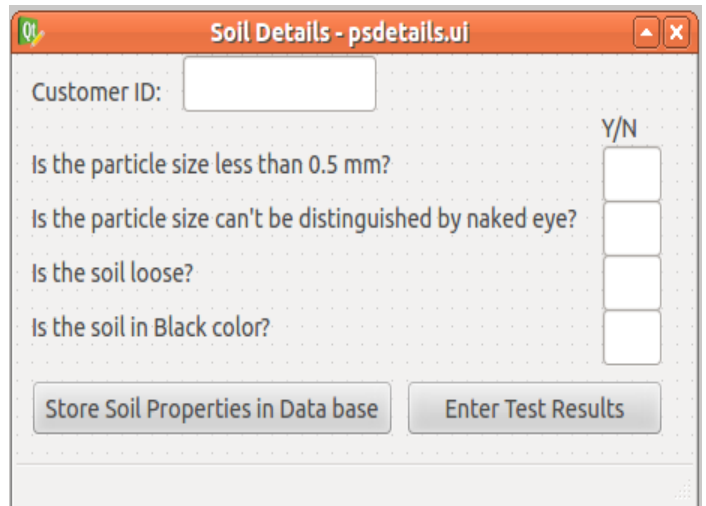 Qt
Soil Details - psdetails.ui
Customer ID:
Y/N
Is the particle size less than 0.5 mm?
Is the particle size can't be distinguished by naked eye?
Is the soil loose?
Is the soil in Black color?
Store Soil Properties in Data base
Enter Test Results